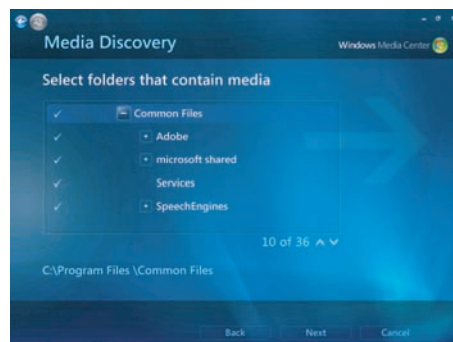 Media Discovery
Windows Media Center
Select folders that contain media
Common Files
Adobe
microsoft shared
Services
SpeechEngines
10 of 36
C:\Program Files \Common Files
Back Next Cancel